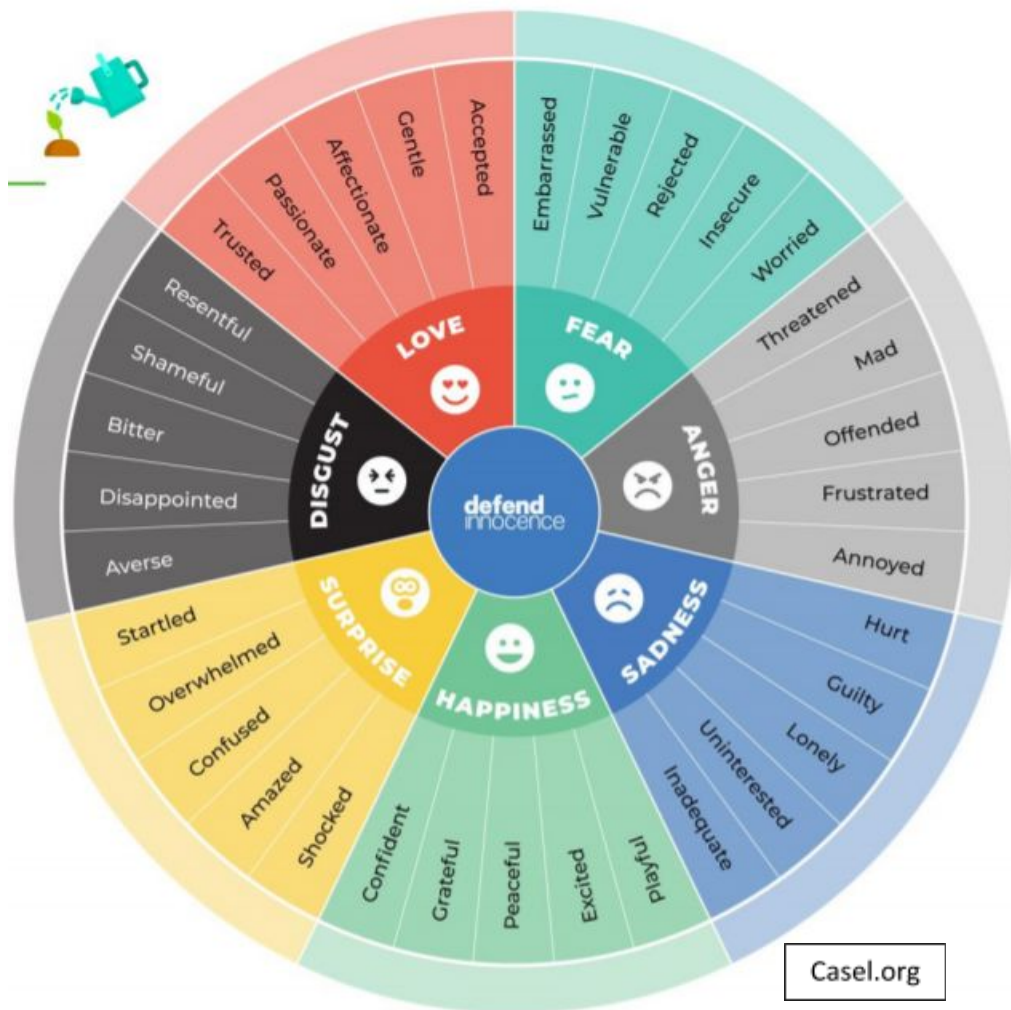 LOVE
Trusted
Passionate
Affectionate
Gentle
Accepted
FEAR
Embarrassed
Vulnerable
Rejected
Insecure
Worried
ANGER
Threatened
Mad
Offended
Frustrated
Annoyed
SADNESS
Hurt
Guilty
Lonely
Uninterested
Inadequate
HAPPINESS
Playful
Excited
Peaceful
Grateful
Confident
SURPRISE
Shocked
Amazed
Confused
Overwhelmed
Startled
DISGUST
Averse
Disappointed
Bitter
Shameful
Resentful
defend
innocence
Casel.org